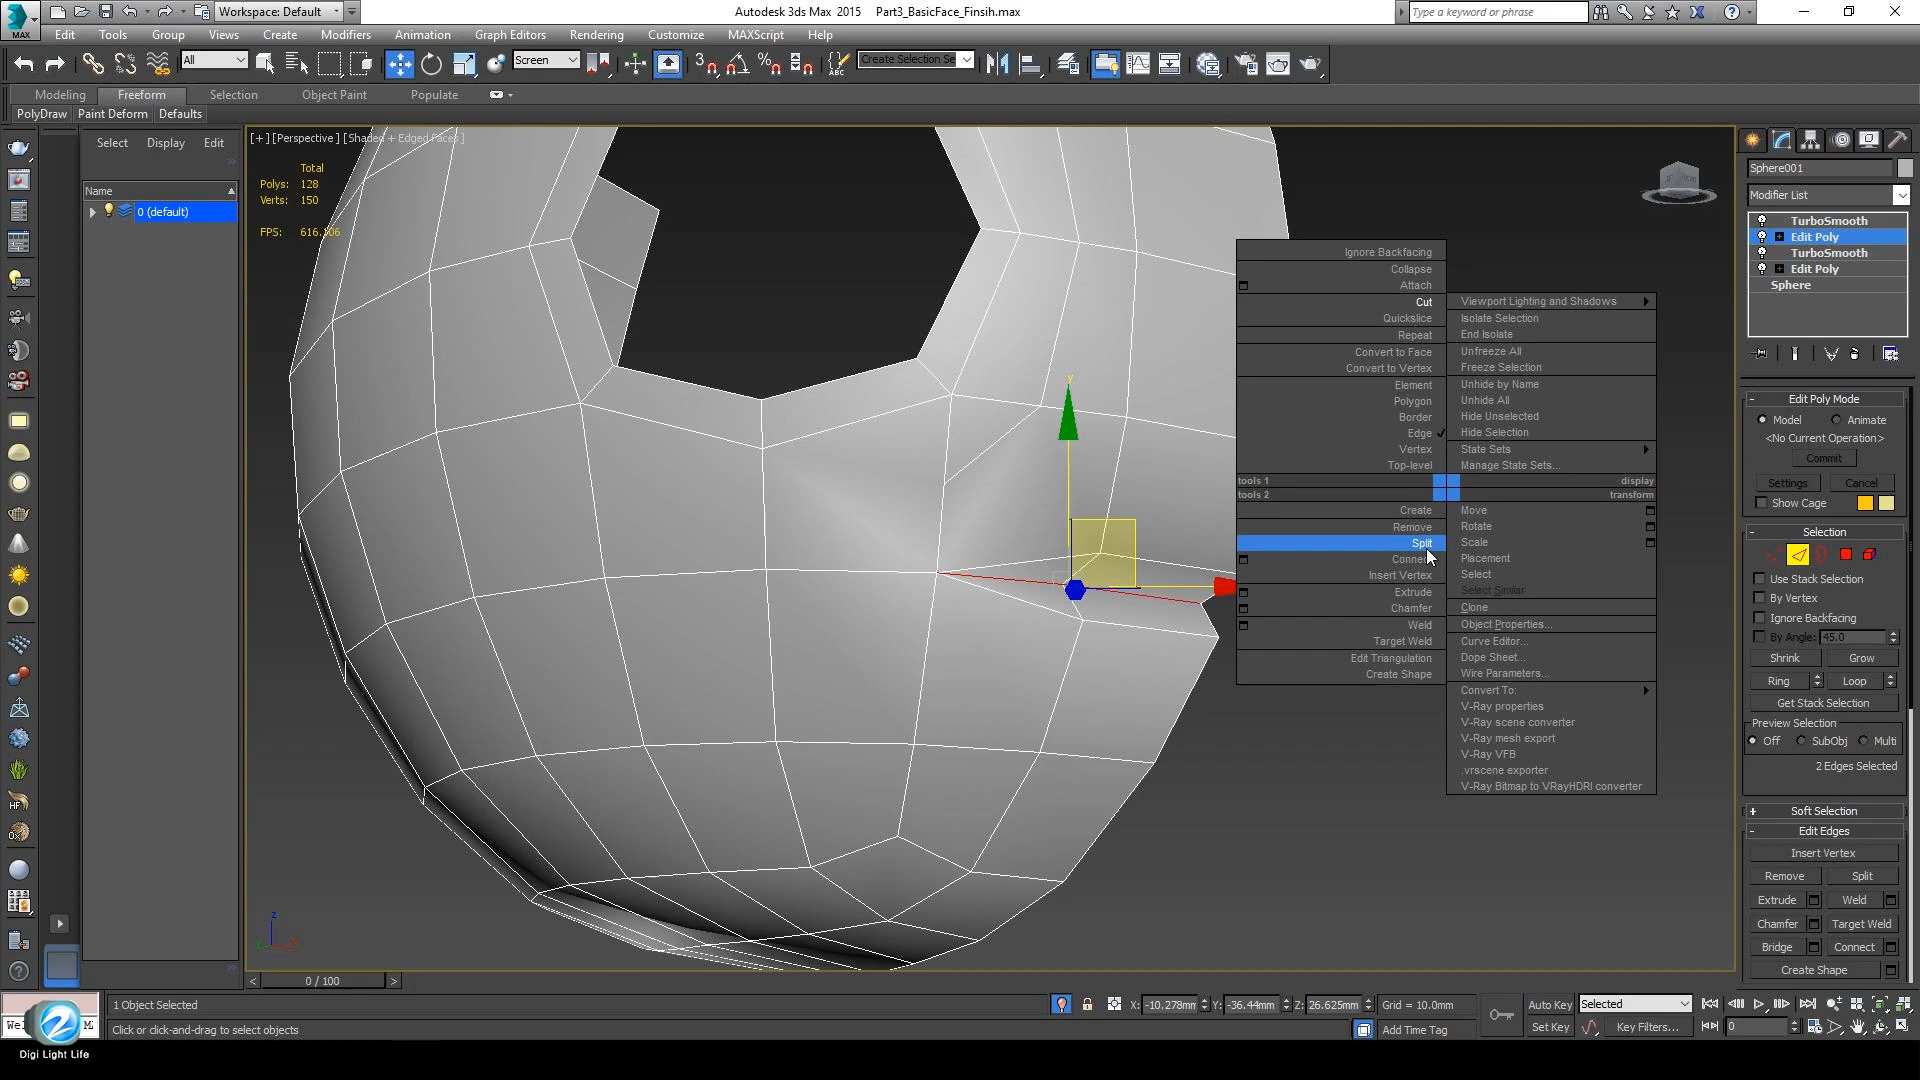 Workspace: Default
Autodesk 3ds Max 2015    Part3_BasicFace_Finsih.max
Type a keyword or phrase
MAX
Edit Tools Group Views Create Modifiers Animation Graph Editors Rendering Customize MAXScript Help
All
Screen
Create Selection Se
Modeling Freeform Selection Object Paint Populate
PolyDraw Paint Deform Defaults
Select Display Edit
Name
0 (default)
[+] [Perspective] [Shaded + Edged Faces]
Total
Polys: 128
Verts: 150
FPS:
Ignore Backfacing
Collapse
Attach
Cut
Quickslice
Repeat
Convert to Face
Convert to Vertex
Element
Polygon
Border
Edge
Vertex
Top-level
tools 1
tools 2
Create
Remove
Split
Insert Vertex
Extrude
Chamfer
Weld
Target Weld
Edit Triangulation
Create Shape
Viewport Lighting and Shadows
Isolate Selection
End Isolate
Unfreeze All
Freeze Selection
Unhide by Name
Unhide All
Hide Unselected
Hide Selection
State Sets
Manage State Sets...
display
transform
Move
Rotate
Scale
Placement
Select
Select Similar
Clone
Object Properties...
Curve Editor...
Dope Sheet...
Wire Parameters...
Convert To:
V-Ray properties
V-Ray scene converter
V-Ray mesh export
V-Ray VFB
.vrscene exporter
V-Ray Bitmap to VRayHDRI converter
Sphere001
Modifier List
TurboSmooth
Edit Poly
TurboSmooth
Edit Poly
Sphere
Edit Poly Mode
Model Animate
<No Current Operation>
Commit
Settings Cancel
Show Cage
Selection
Use Stack Selection
By Vertex
Ignore Backfacing
By Angle: 45.0
Shrink Grow
Ring Loop
Get Stack Selection
Preview Selection
Off SubObj Multi
2 Edges Selected
Soft Selection
Edit Edges
Insert Vertex
Remove Split
Extrude Weld
Chamfer Target Weld
Bridge Connect
Create Shape
y
z
0 / 100
1 Object Selected
X: -10.278mm Y: -36.44mm Z: 26.625mm Grid = 10.0mm
Auto Key Selected
Click or click-and-drag to select objects
Add Time Tag
Set Key Key Filters...
0
Digi Light Life